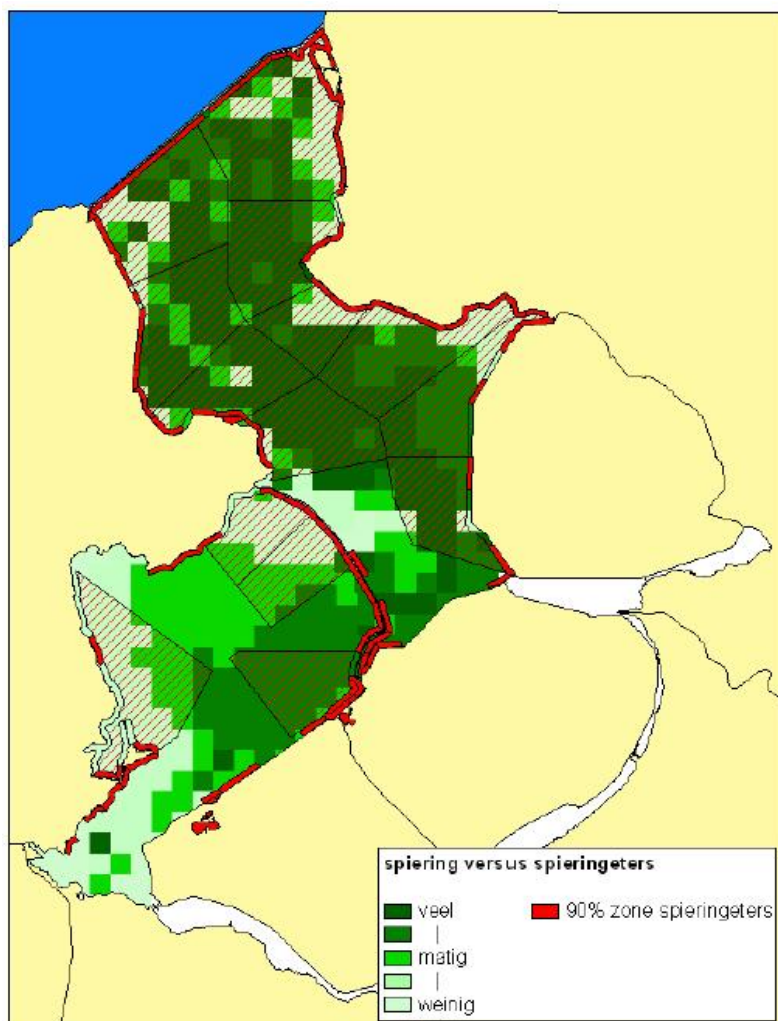 spiering versus spieringeters
veel
90% zone spieringeters
|
matig
|
weinig